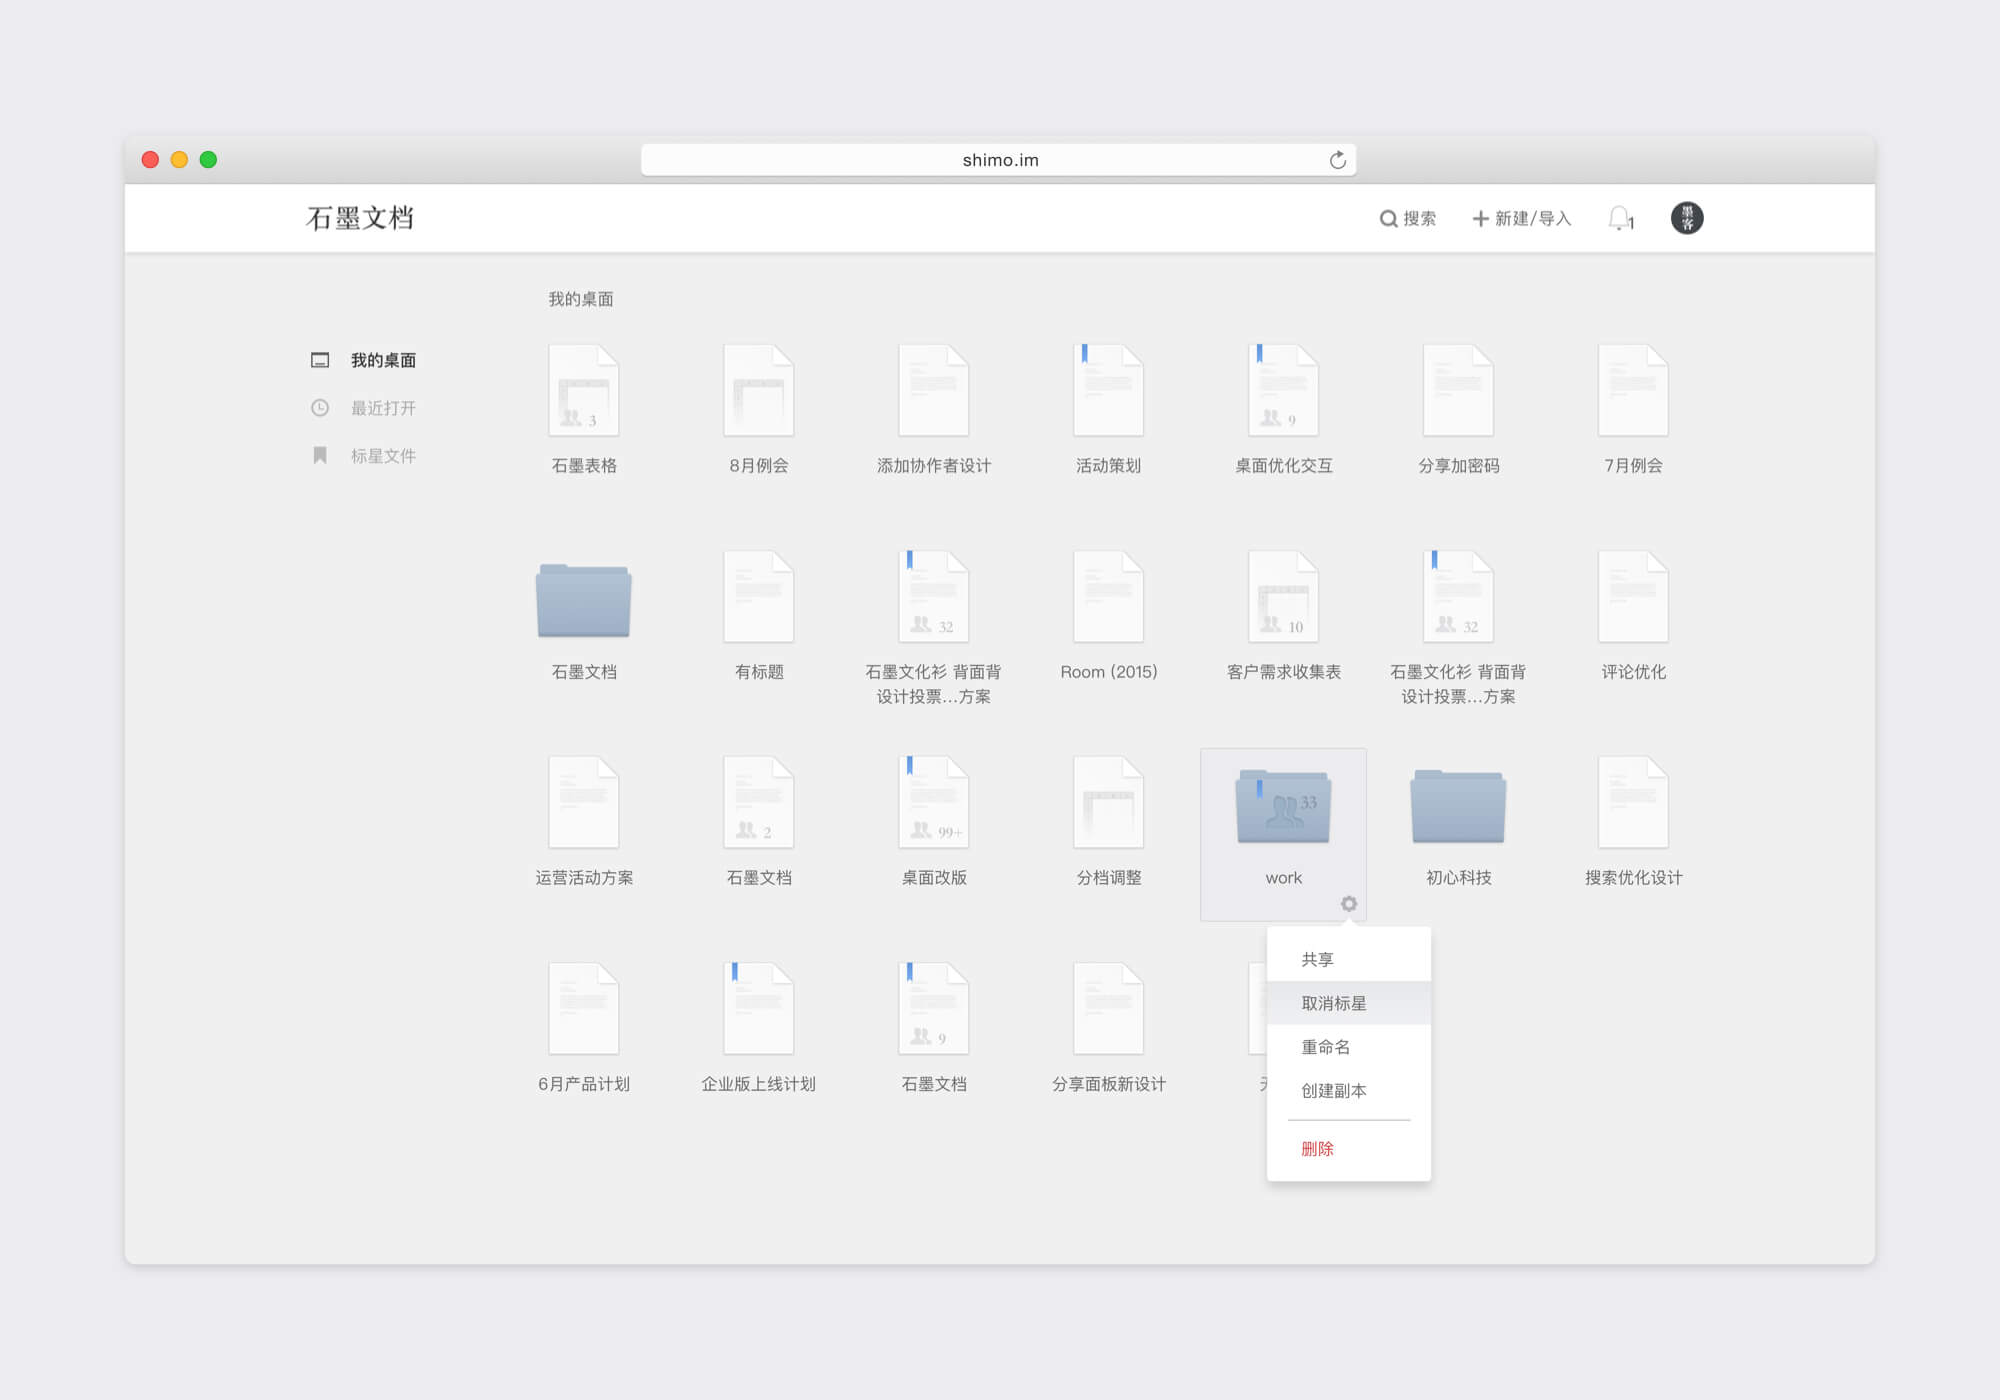 shimo.im
石墨文档
搜索
新建/导入
1
墨客
我的桌面
我的桌面
最近打开
标星文件
3
9
石墨表格
8月例会
添加协作者设计
活动策划
桌面优化交互
分享加密码
7月例会
32
10
32
石墨文档
有标题
石墨文化衫 背面背
设计投票...方案
Room (2015)
客户需求收集表
石墨文化衫 背面背
设计投票...方案
评论优化
2
99+
33
运营活动方案
石墨文档
桌面改版
分档调整
work
初心科技
搜索优化设计
9
6月产品计划
企业版上线计划
石墨文档
分享面板新设计
共享
取消标星
重命名
创建副本
删除